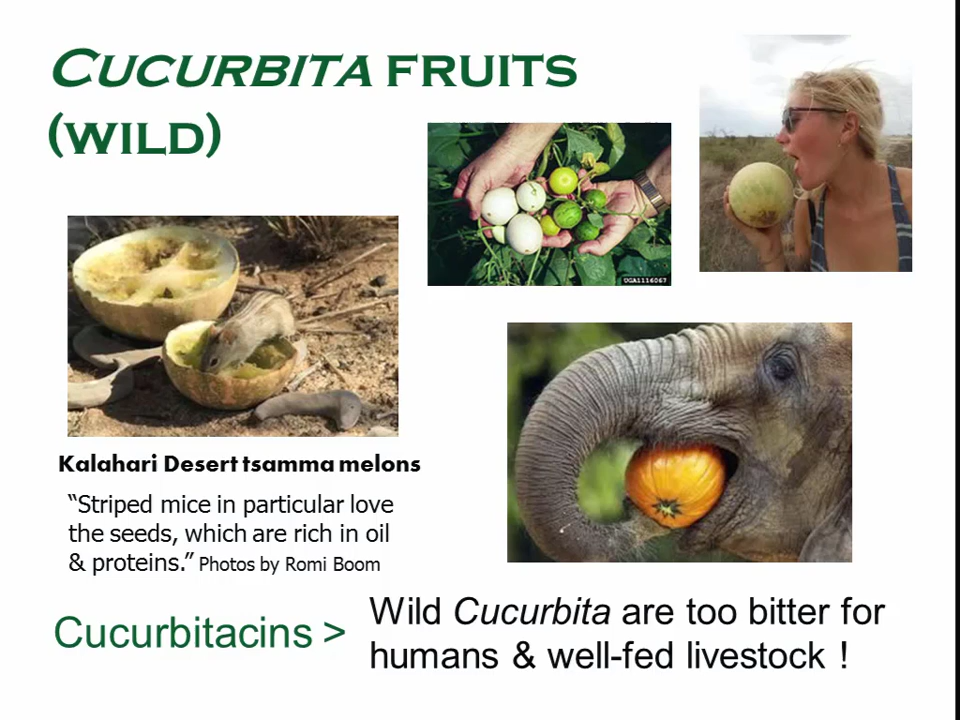 CUCURBITA FRUITS
(WILD)
UGA1116067
Kalahari Desert tsamma melons
“Striped mice in particular love
the seeds, which are rich in oil
& proteins.” Photos by Romi Boom
Cucurbitacins >
Wild Cucurbita are too bitter for
humans & well-fed livestock !